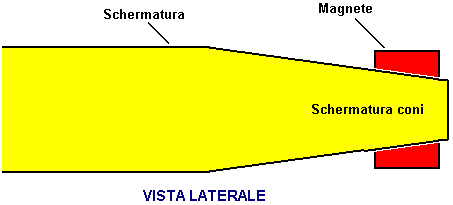 Schermatura
Magnete
Schermatura coni
VISTA LATERALE